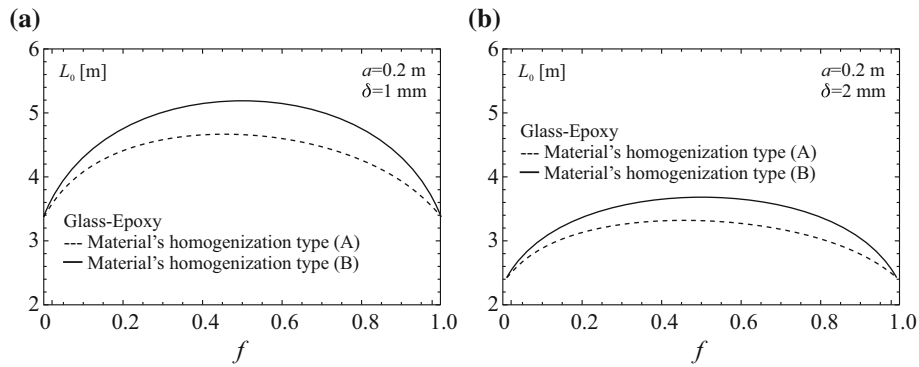 (a)
6
5
4
3
2
L₀ [m]
a=0.2 m
δ=1 mm
Glass-Epoxy
Material's homogenization type (A)
Material's homogenization type (B)
0
0.2
0.4
0.6
0.8
1.0
f
(b)
6
5
4
3
2
L₀ [m]
a=0.2 m
δ=2 mm
Glass-Epoxy
Material's homogenization type (A)
Material's homogenization type (B)
0.0
0.2
0.4
0.6
0.8
1.0
f